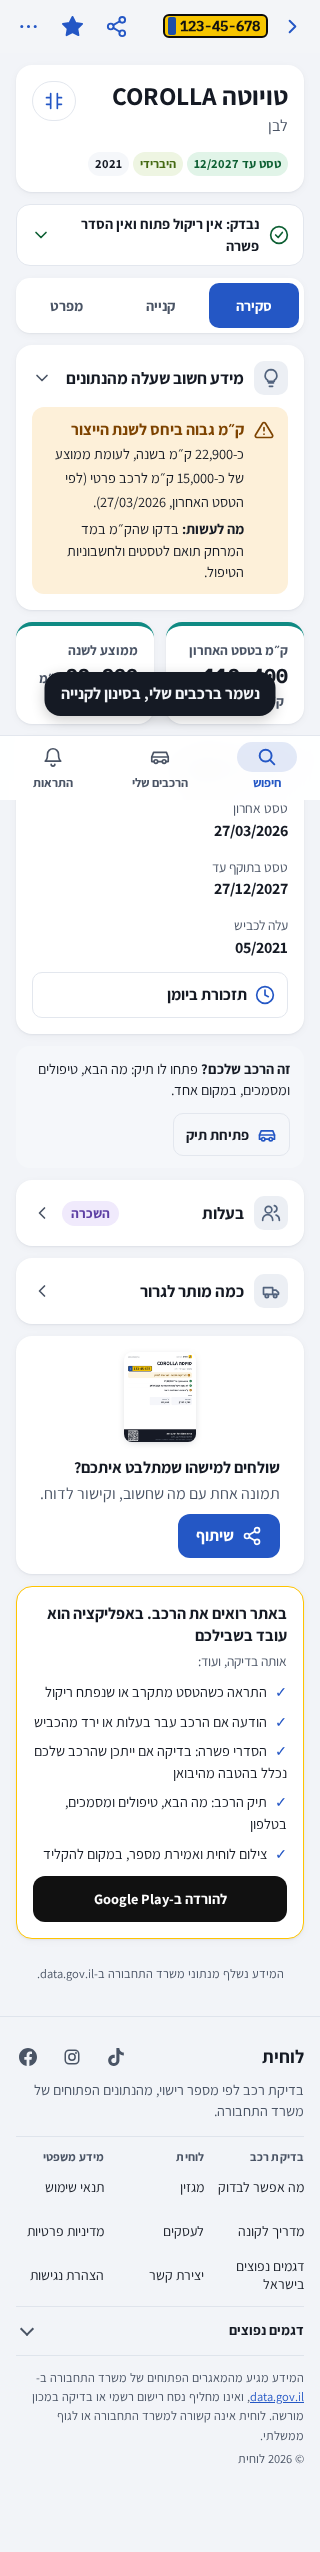 123-45-678
טויוטה COROLLA
לבן
טסט עד 12/2027
היברידי
2021
נבדק: אין ריקול פתוח ואין הסדר
פשרה
סקירה
קנייה
מפרט
מידע חשוב שעלה מהנתונים
ק״מ גבוה ביחס לשנת הייצור
כ-22,900 ק״מ בשנה, לעומת ממוצע
של כ-15,000 ק״מ לרכב פרטי (לפי
הטסט האחרון, 27/03/2026).
מה לעשות: בדקו שהק״מ במד
המרחק תואם לטסטים ולחשבוניות
הטיפול.
ק״מ בטסט האחרון
ממוצע לשנה
נשמר ברכבים שלי, בסינון לקנייה
חיפוש
הרכבים שלי
התראות
טסט אחרון
27/03/2026
טסט בתוקף עד
27/12/2027
עלה לכביש
05/2021
תזכורת ביומן
זה הרכב שלכם? פתחו לו תיק: מה הבא, טיפולים
ומסמכים, במקום אחד.
פתיחת תיק
בעלות
השכרה
כמה מותר לגרור
שולחים למישהו שמתלבט איתכם?
תמונה אחת עם מה שחשוב, וקישור לדוח.
שיתוף
באתר רואים את הרכב. באפליקציה הוא
עובד בשבילכם
אותה בדיקה, ועוד:
✓ התראה כשהטסט מתקרב או שנפתח ריקול
✓ הודעה אם הרכב עבר בעלות או ירד מהכביש
✓ הסדרי פשרה: בדיקה אם ייתכן שהרכב שלכם
נכלל בהטבה מהיבואן
✓ תיק הרכב: מה הבא, טיפולים ומסמכים,
בטלפון
✓ צילום לוחית ואמירת מספר, במקום להקליד
להורדה ב-Google Play
המידע נשלף מנתוני משרד התחבורה ב-data.gov.il.
לוחית
בדיקת רכב לפי מספר רישוי, מהנתונים הפתוחים של
משרד התחבורה.
בדיקת רכב
לוחית
מידע משפטי
מה אפשר לבדוק
מגזין
תנאי שימוש
מדריך לקונה
לעסקים
מדיניות פרטיות
דגמים נפוצים
בישראל
יצירת קשר
הצהרת נגישות
דגמים נפוצים
המידע מגיע מהמאגרים הפתוחים של משרד התחבורה ב-
data.gov.il, ואינו מחליף נסח רישום רשמי או בדיקה במכון
מורשה. לוחית אינה קשורה למשרד התחבורה או לגוף
ממשלתי.
© 2026 לוחית